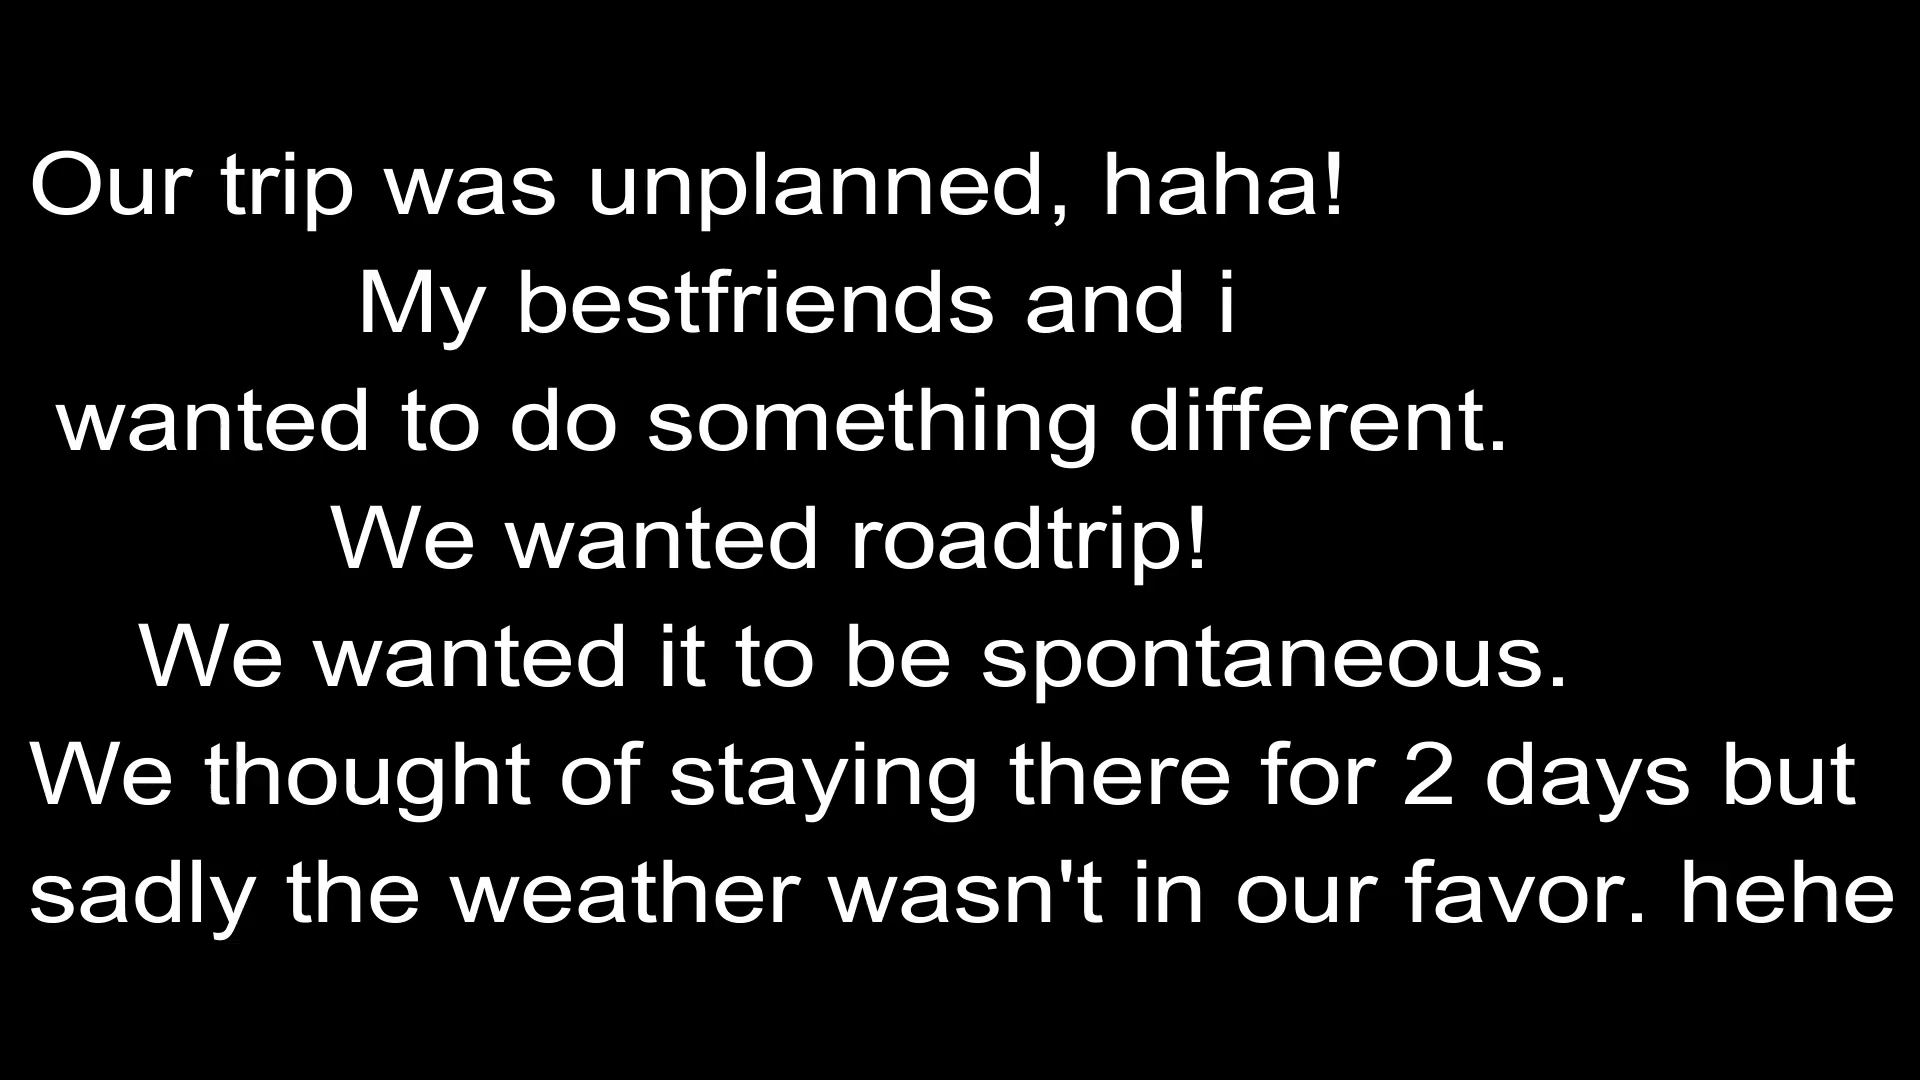 Our trip was unplanned, haha!
My bestfriends and i
wanted to do something different.
We wanted roadtrip!
We wanted it to be spontaneous.
We thought of staying there for 2 days but
sadly the weather wasn't in our favor. hehe